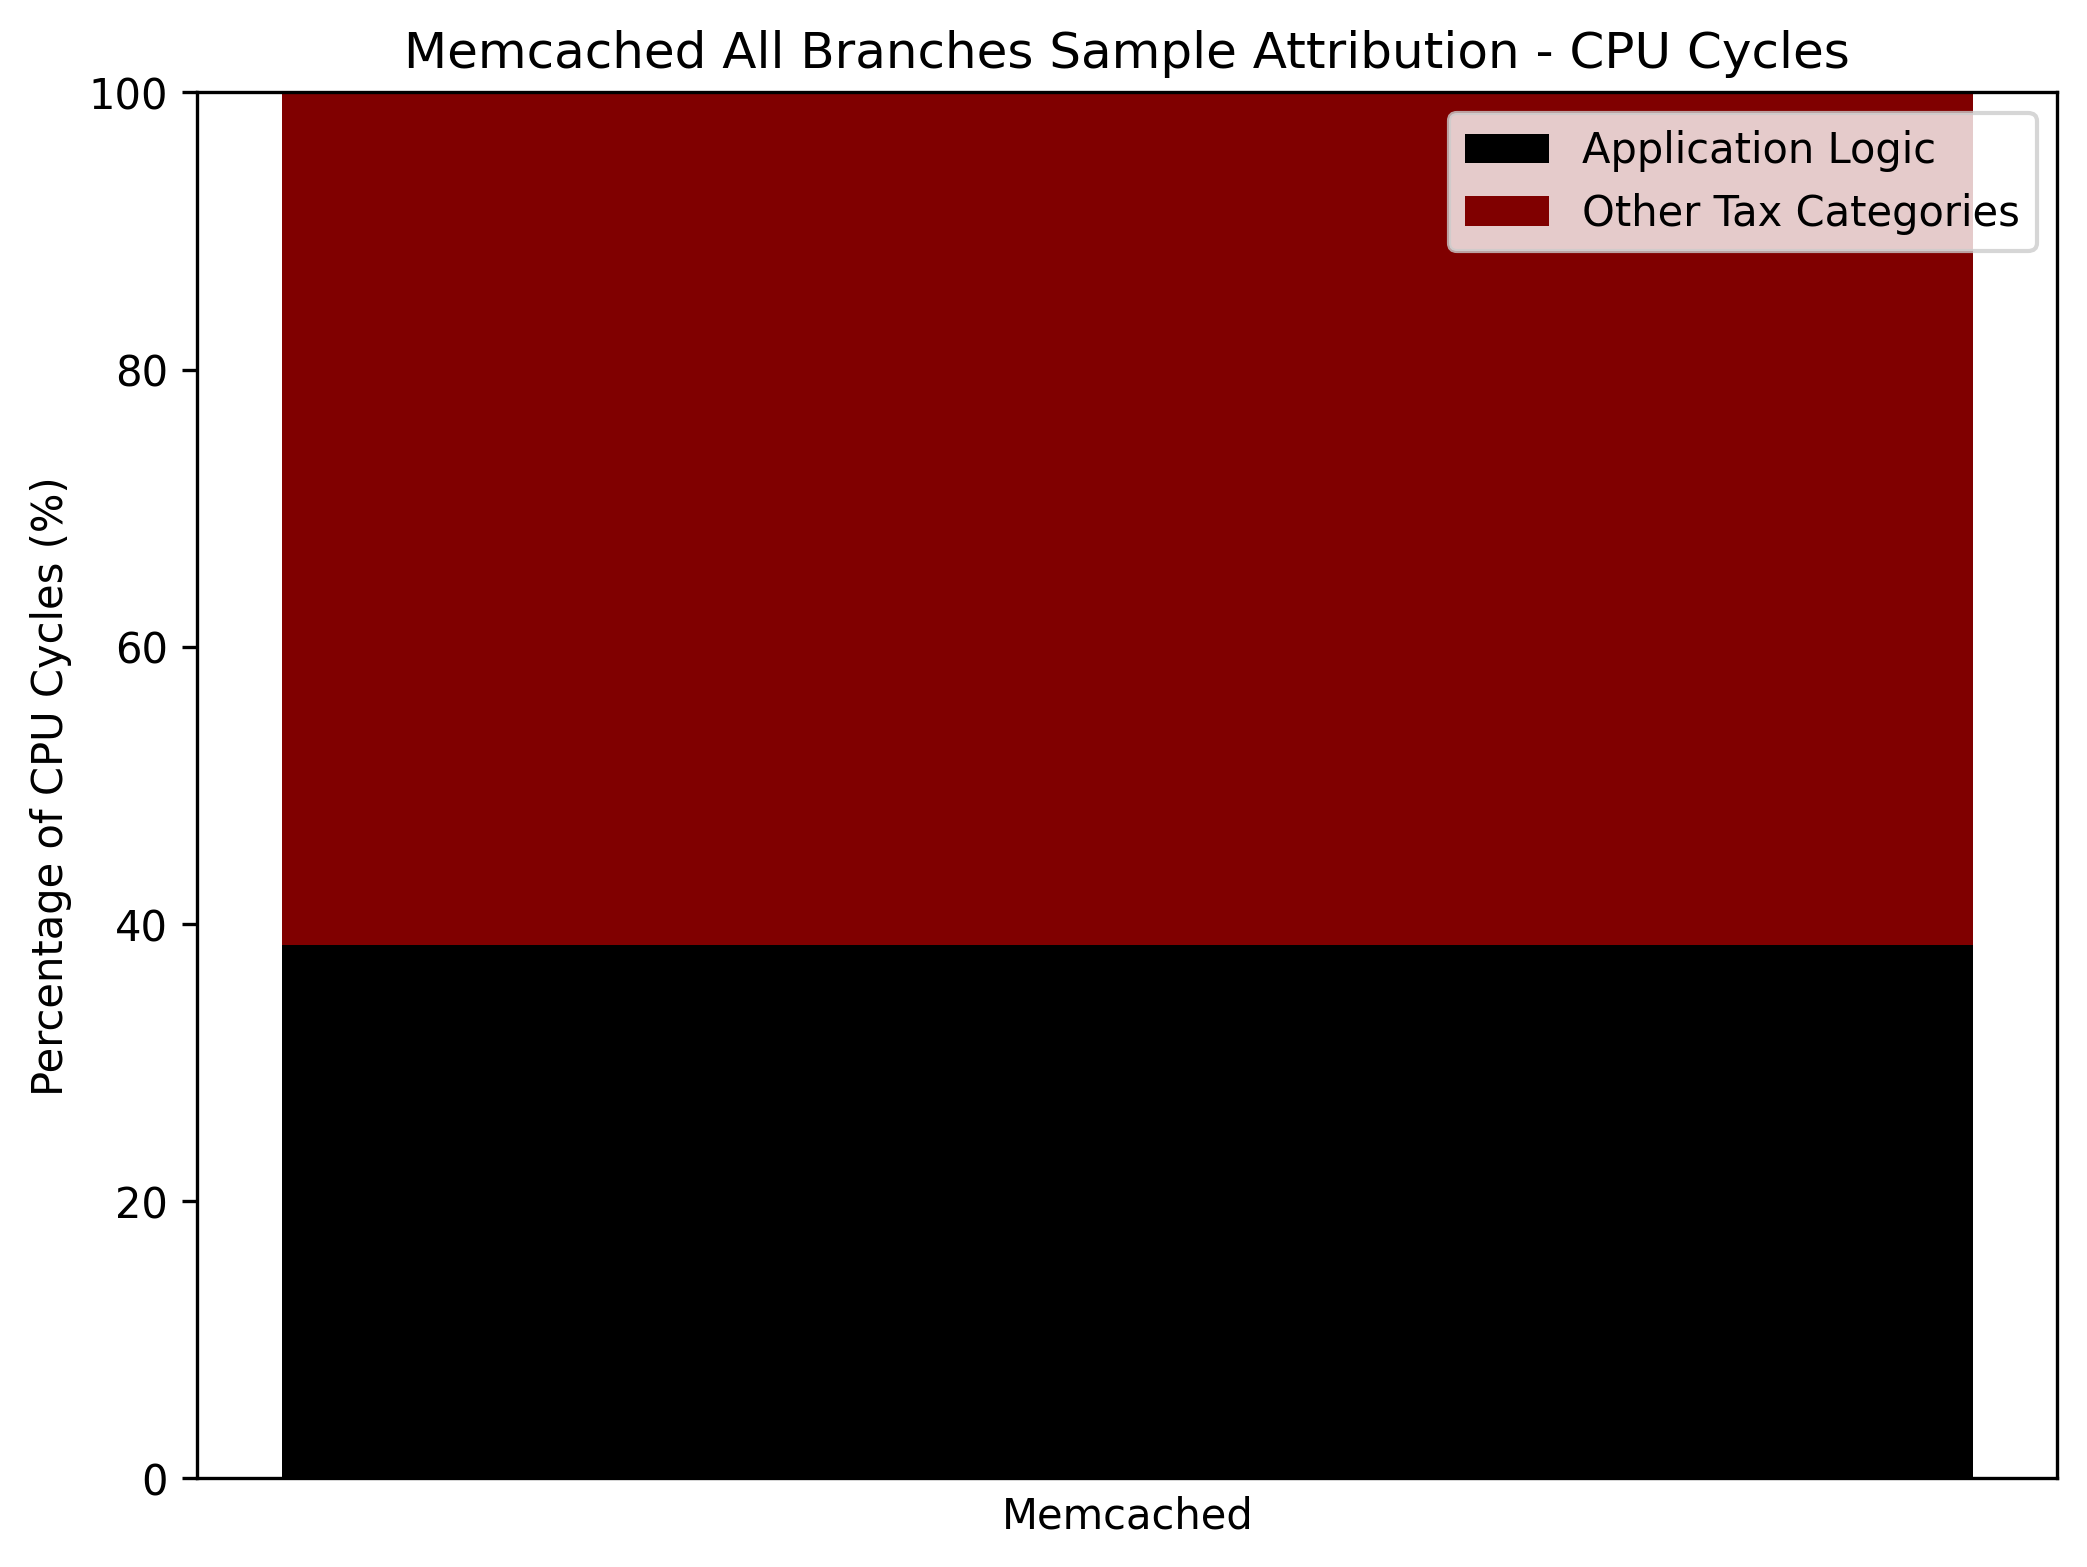 Memcached All Branches Sample Attribution - CPU Cycles
100
80
60
40
20
0
Percentage of CPU Cycles (%)
Application Logic
Other Tax Categories
Memcached